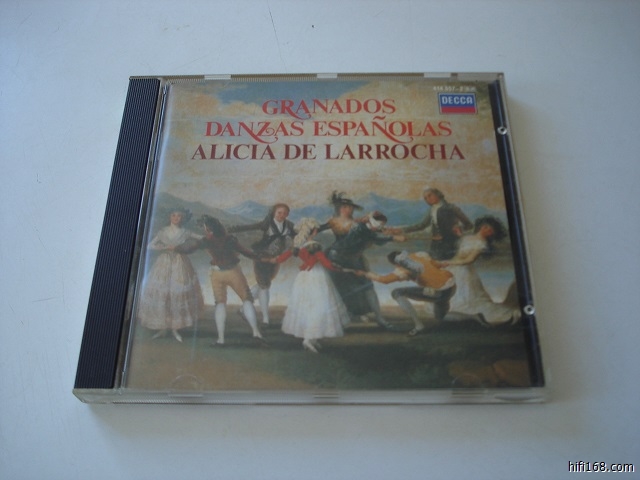 GRANADOS
DANZAS ESPAÑOLAS
ALICIA DE LARROCHA
DECCA
hifi168.com